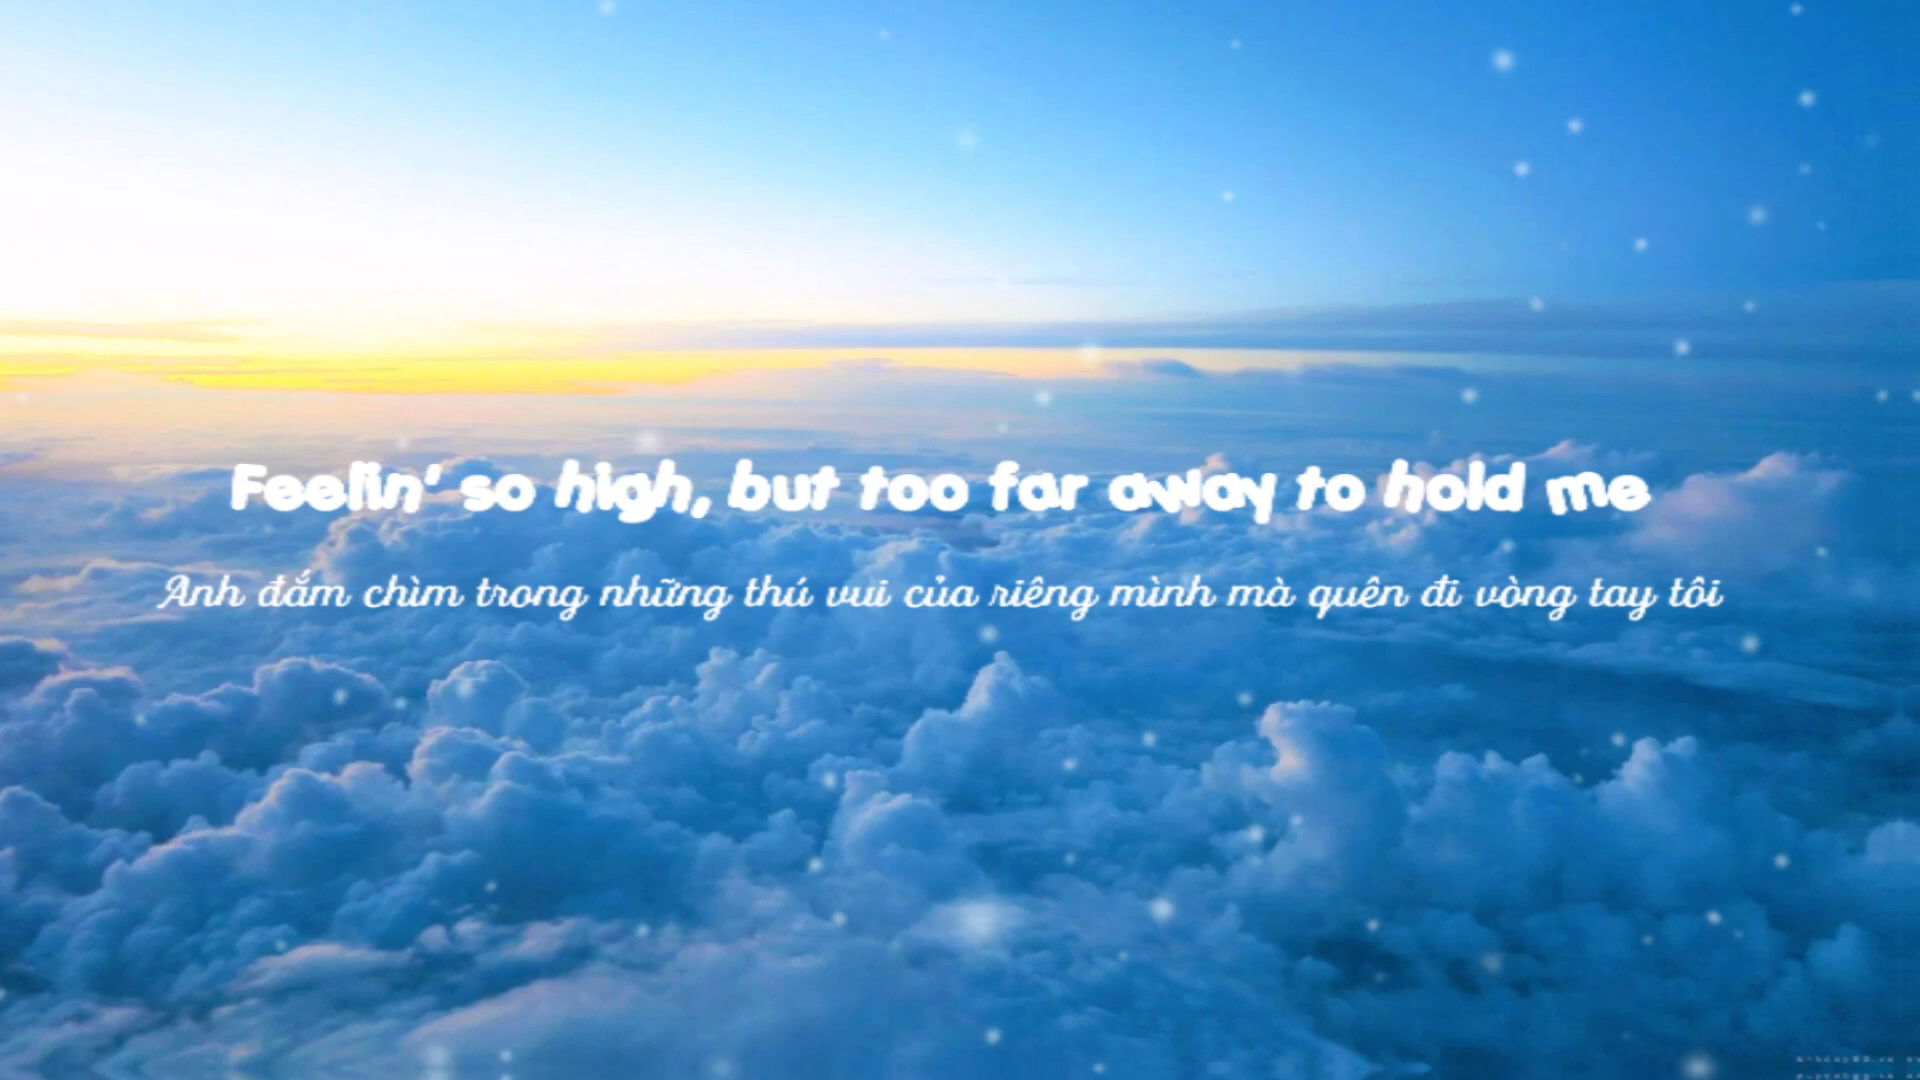 Feelin' so high, but too far away to hold me
Anh đắm chìm trong những thú vui của riêng mình mà quên đi vòng tay tôi